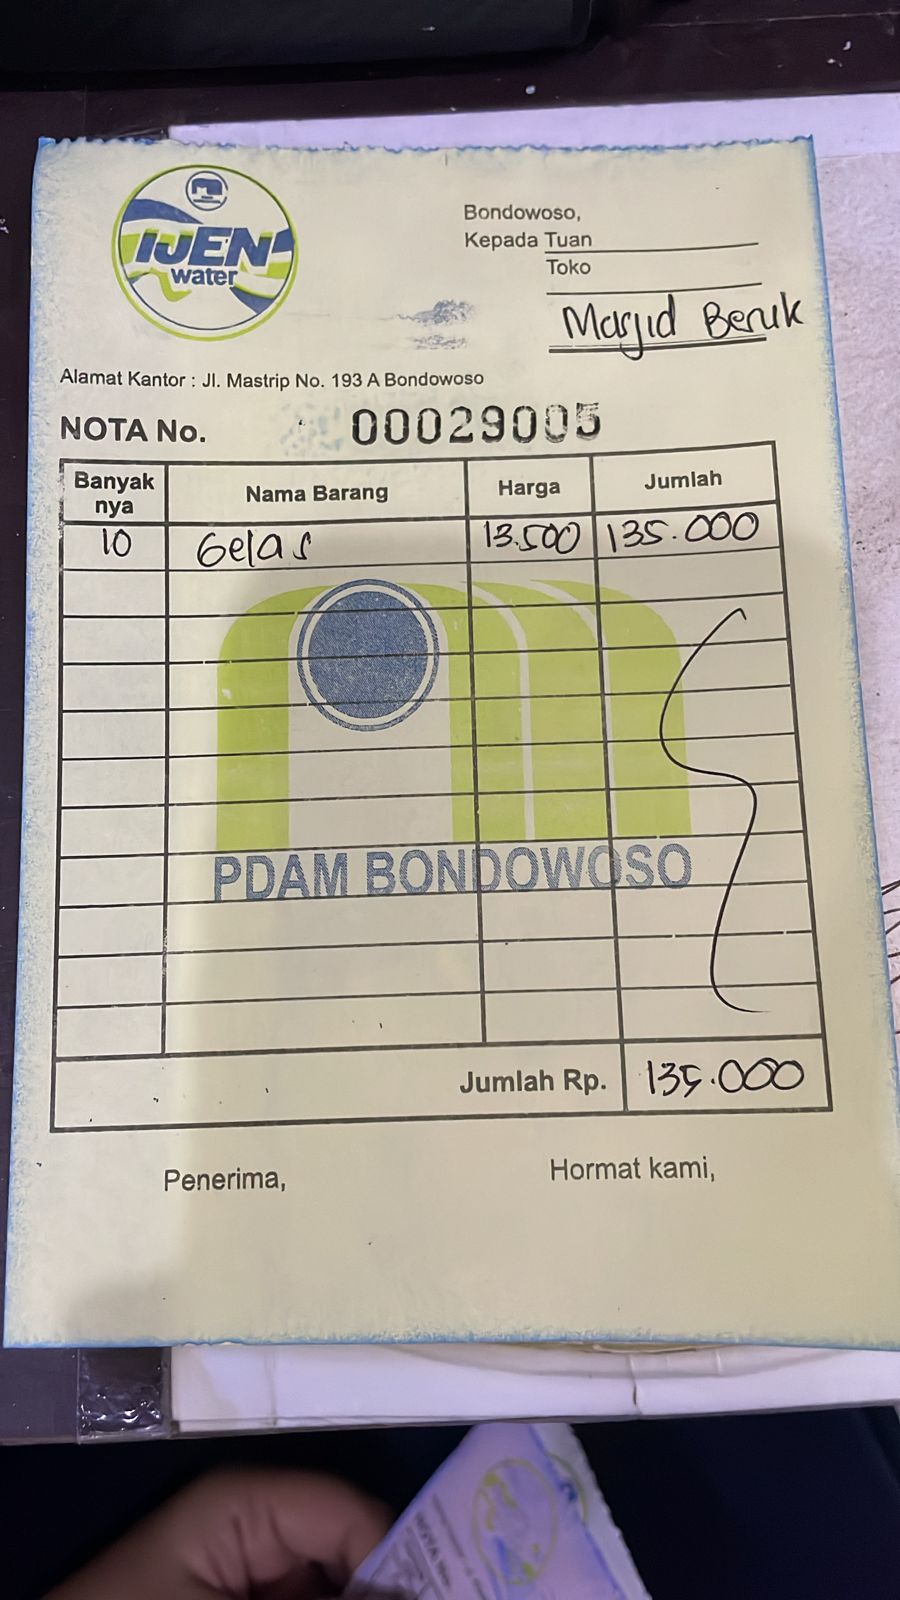 IJEN
water
Bondowoso,
Kepada Tuan
Toko
Masjid Beruk
Alamat Kantor : Jl. Mastrip No. 193 A Bondowoso
NOTA No. 00029005
Banyak nya Nama Barang Harga Jumlah
10 Gelas 13.500 135.000
PDAM BONDOWOSO
Jumlah Rp. 135.000
Penerima, Hormat kami,